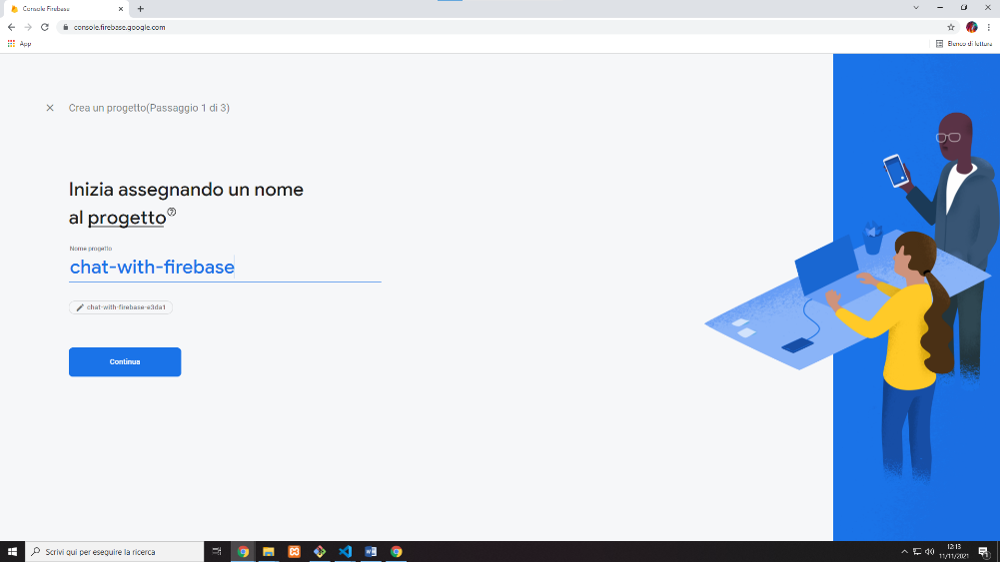 Console Firebase
console.firebase.google.com
App
Elenco di lettura
Crea un progetto(Passaggio 1 di 3)
Inizia assegnando un nome
al progetto
Nome progetto
chat-with-firebase
chat-with-firebase-e3da1
Continua
Scrivi qui per eseguire la ricerca
12:13
11/11/2021